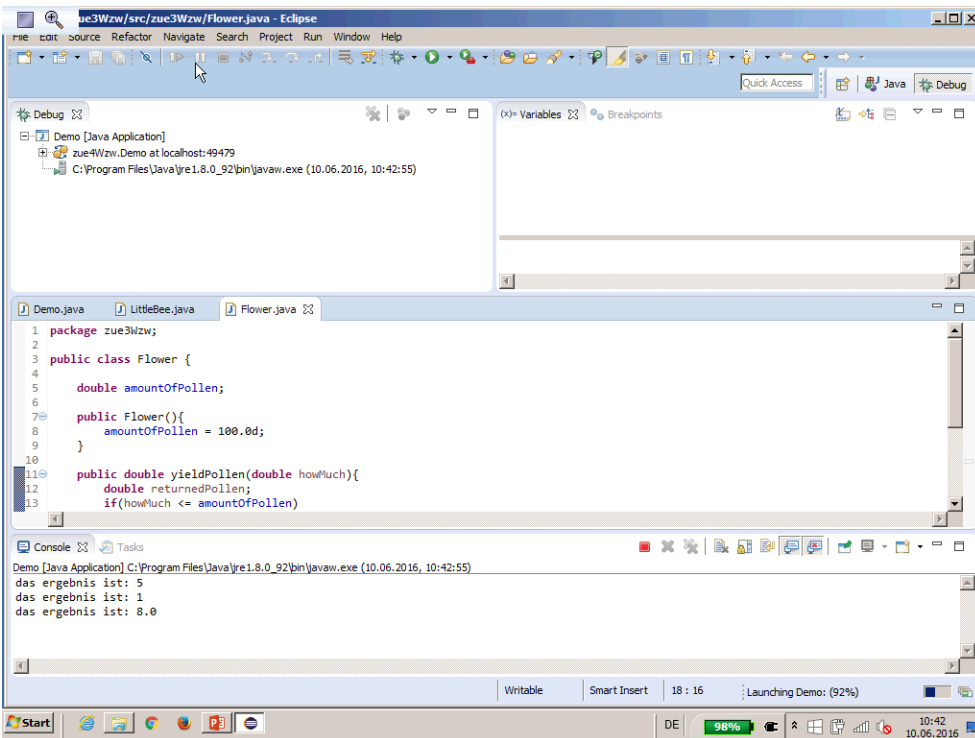 ue3Wzw/src/zue3Wzw/Flower.java - Eclipse
File Edit Source Refactor Navigate Search Project Run Window Help
Quick Access Java Debug
Debug
Demo [Java Application]
zue4Wzw.Demo at localhost:49479
C:\Program Files\Java\jre1.8.0_92\bin\javaw.exe (10.06.2016, 10:42:55)
(x)= Variables Breakpoints
Demo.java LittleBee.java Flower.java
1 package zue3Wzw;
2
3 public class Flower {
4
5 double amountOfPollen;
6
7 public Flower(){
8 amountOfPollen = 100.0d;
9 }
10
11 public double yieldPollen(double howMuch){
12 double returnedPollen;
13 if(howMuch <= amountOfPollen)
Console Tasks
Demo [Java Application] C:\Program Files\Java\jre1.8.0_92\bin\javaw.exe (10.06.2016, 10:42:55)
das ergebnis ist: 5
das ergebnis ist: 1
das ergebnis ist: 8.0
Writable Smart Insert 18 : 16 Launching Demo: (92%)
Start DE 98% 10:42
10.06.2016